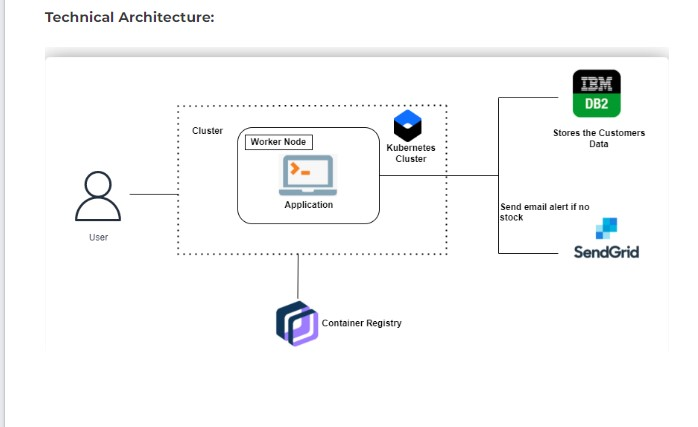 Technical Architecture:
IBM
DB2
Cluster
Worker Node
Kubernetes
Cluster
Stores the Customers
Data
>_
Application
Send email alert if no
stock
User
SendGrid
Container Registry